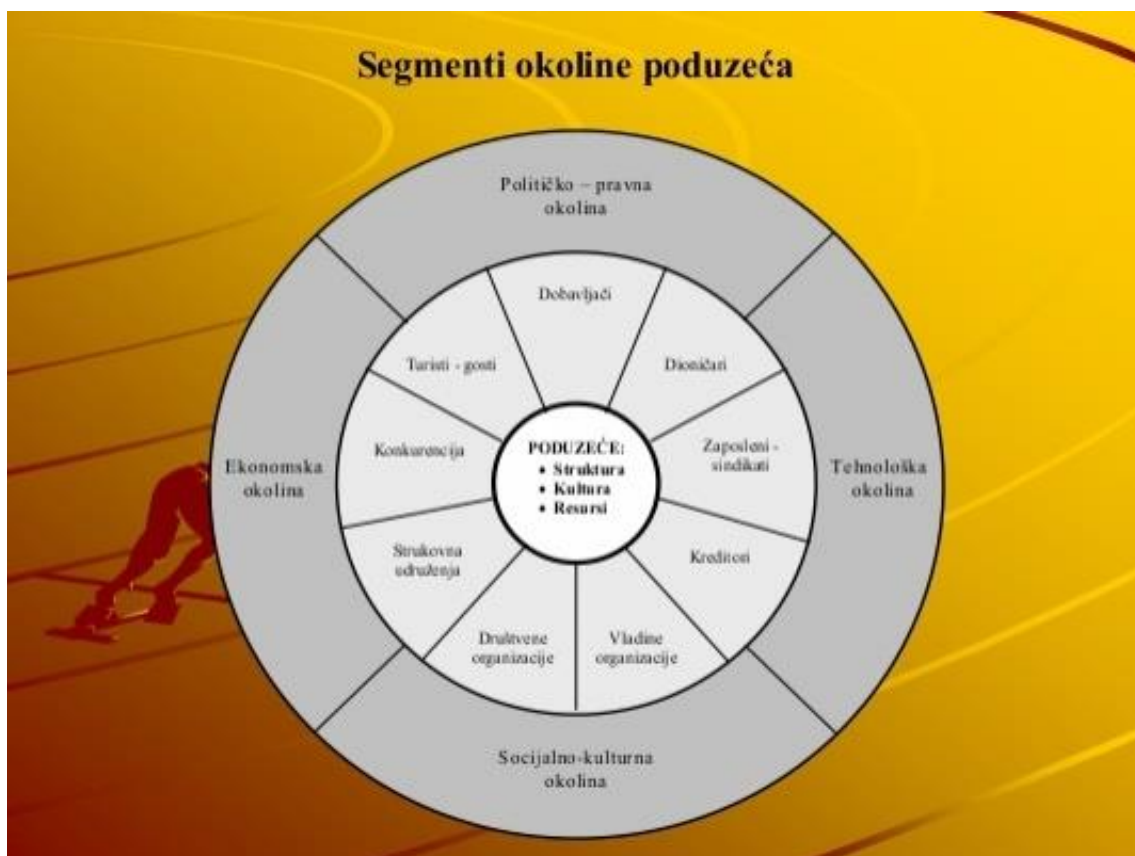 Segmenti okoline poduzeća
Političko – pravna
okolina
Dobavljači
Turisti - gosti
Dioničari
Konkurencija
PODUZEĆE:
• Struktura
• Kultura
• Resursi
Zaposleni -
sindikati
Ekonomska
okolina
Tehnološka
okolina
Strukovna
udruženja
Kreditori
Društvene
organizacije
Vladine
organizacije
Socijalno-kulturna
okolina